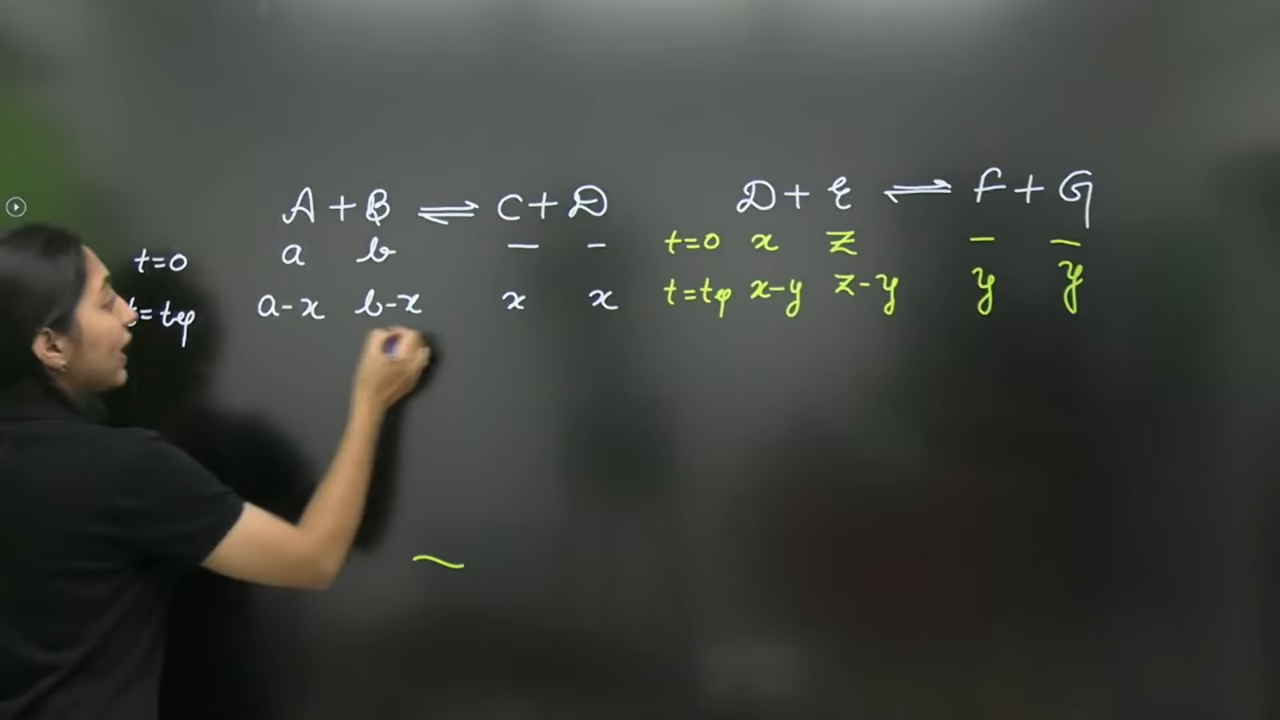 A + B ⇌ C + D
t=0 a b – –
t= teq a-x b-x x x
D + E ⇌ F + G
t=0 x z – –
t=teq x-y z-y y y